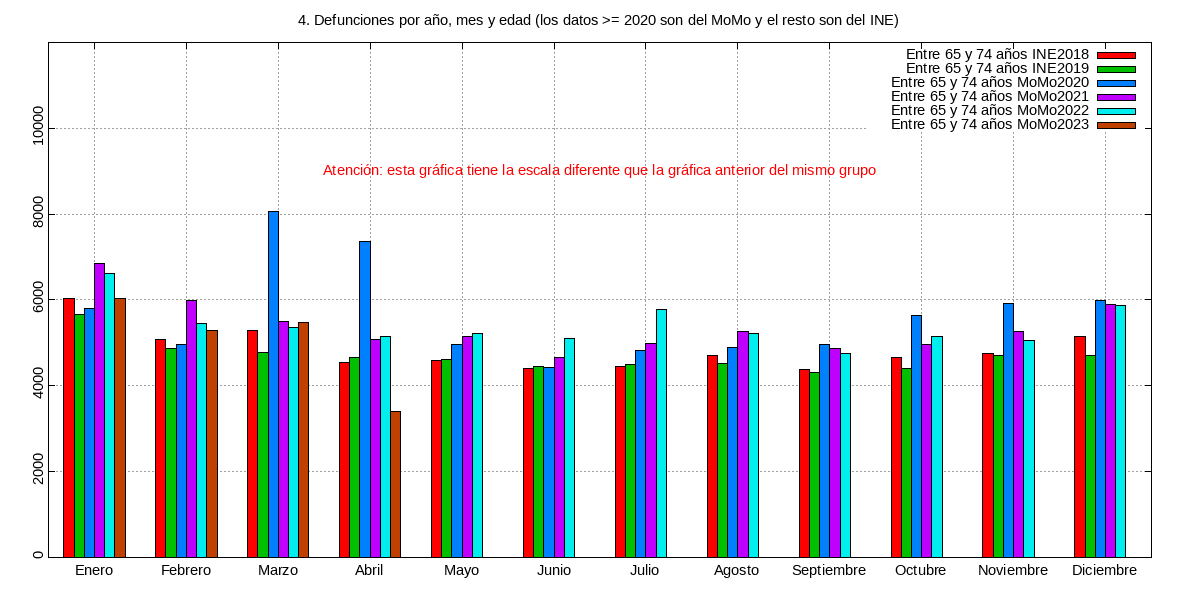 4. Defunciones por año, mes y edad (los datos >= 2020 son del MoMo y el resto son del INE)
Entre 65 y 74 años INE2018
Entre 65 y 74 años INE2019
Entre 65 y 74 años MoMo2020
Entre 65 y 74 años MoMo2021
Entre 65 y 74 años MoMo2022
Entre 65 y 74 años MoMo2023
Atención: esta gráfica tiene la escala diferente que la gráfica anterior del mismo grupo
10000
8000
6000
4000
2000
0
Enero Febrero Marzo Abril Mayo Junio Julio Agosto Septiembre Octubre Noviembre Diciembre